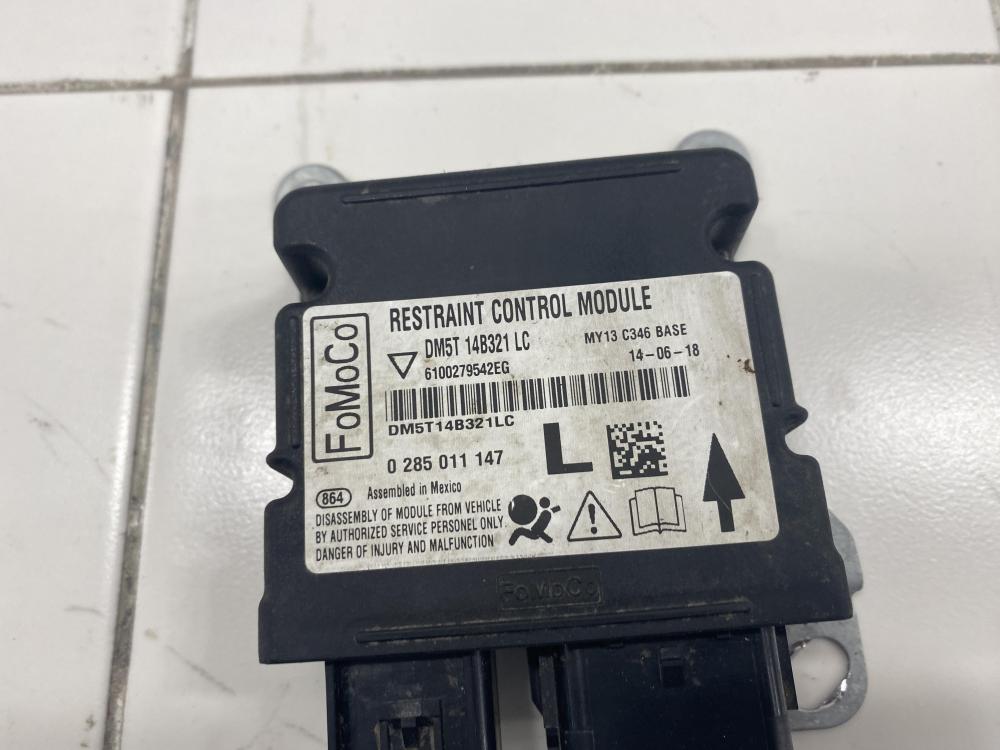 FoMoCo
RESTRAINT CONTROL MODULE
DM5T 14B321 LC
MY13 C346 BASE
6100279542EG
14-06-18
DM5T14B321LC
0 285 011 147
L
864 Assembled in Mexico
DISASSEMBLY OF MODULE FROM VEHICLE
BY AUTHORIZED SERVICE PERSONEL ONLY.
DANGER OF INJURY AND MALFUNCTION
FoMoCo